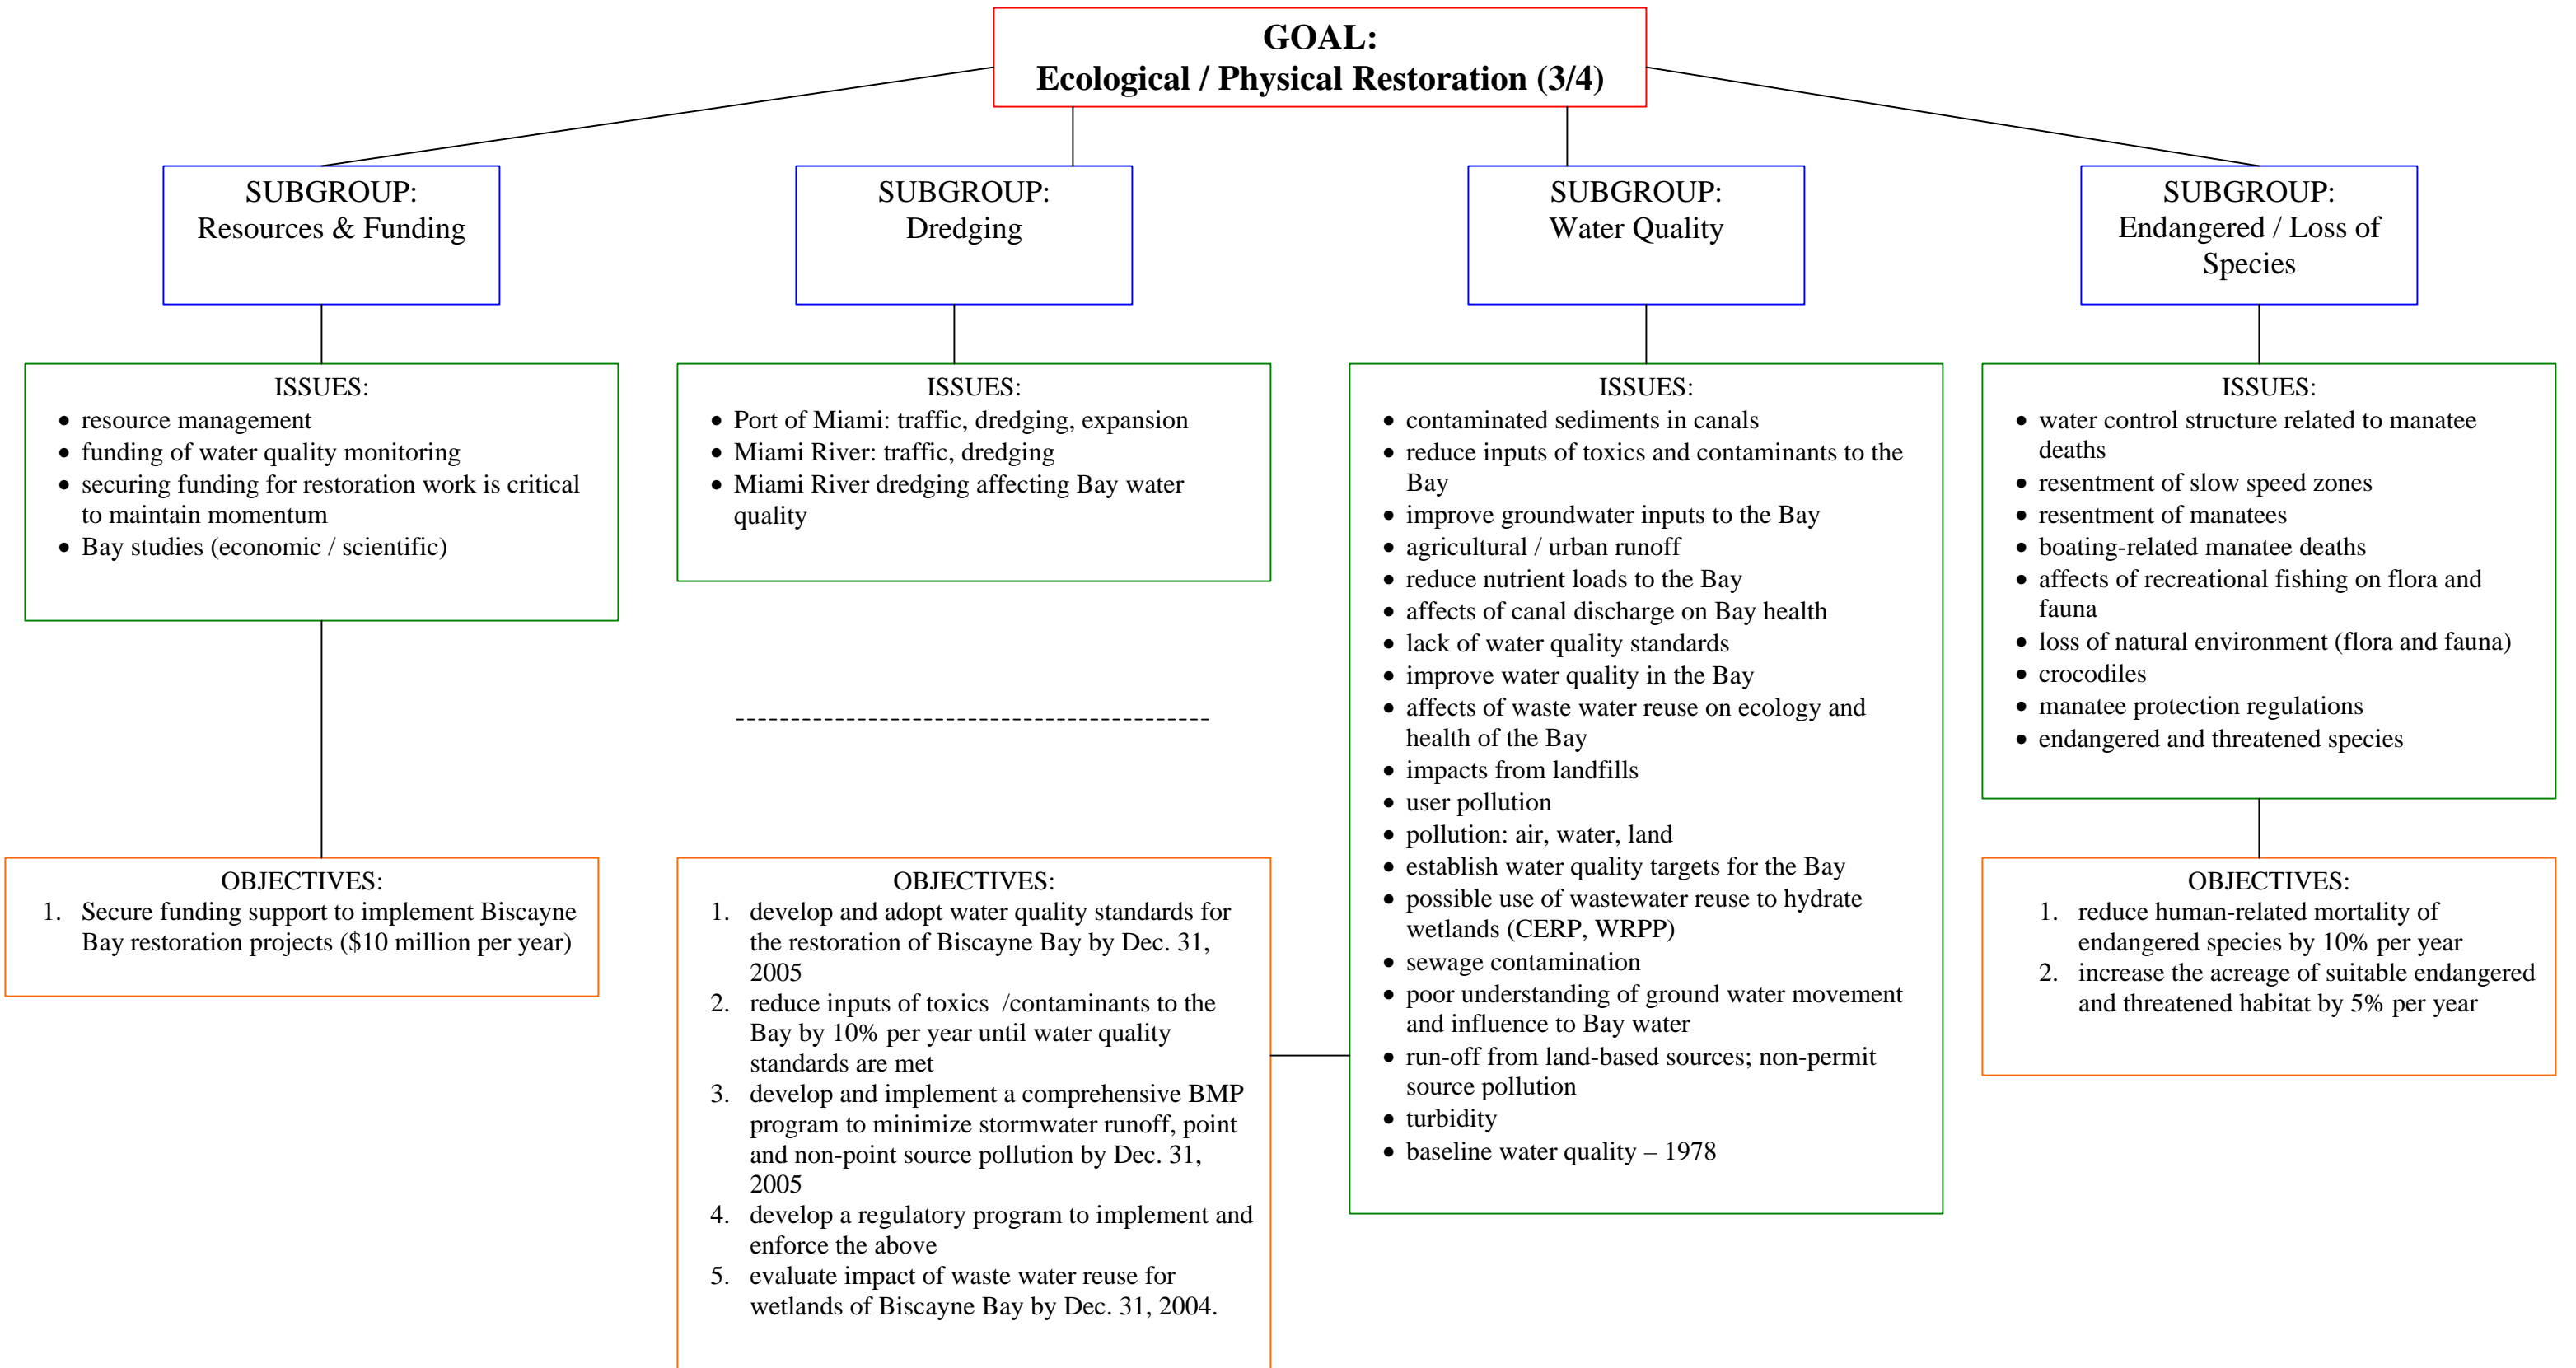 GOAL:
Ecological / Physical Restoration (3/4)
SUBGROUP:
Resources & Funding
SUBGROUP:
Dredging
SUBGROUP:
Water Quality
SUBGROUP:
Endangered / Loss of
Species
ISSUES:
• resource management
• funding of water quality monitoring
• securing funding for restoration work is critical
to maintain momentum
• Bay studies (economic / scientific)
ISSUES:
• Port of Miami: traffic, dredging, expansion
• Miami River: traffic, dredging
• Miami River dredging affecting Bay water
quality
ISSUES:
• contaminated sediments in canals
• reduce inputs of toxics and contaminants to the
Bay
• improve groundwater inputs to the Bay
• agricultural / urban runoff
• reduce nutrient loads to the Bay
• affects of canal discharge on Bay health
• lack of water quality standards
• improve water quality in the Bay
• affects of waste water reuse on ecology and
health of the Bay
• impacts from landfills
• user pollution
• pollution: air, water, land
• establish water quality targets for the Bay
• possible use of wastewater reuse to hydrate
wetlands (CERP, WRPP)
• sewage contamination
• poor understanding of ground water movement
and influence to Bay water
• run-off from land-based sources; non-permit
source pollution
• turbidity
• baseline water quality – 1978
ISSUES:
• water control structure related to manatee
deaths
• resentment of slow speed zones
• resentment of manatees
• boating-related manatee deaths
• affects of recreational fishing on flora and
fauna
• loss of natural environment (flora and fauna)
• crocodiles
• manatee protection regulations
• endangered and threatened species
OBJECTIVES:
1. Secure funding support to implement Biscayne
Bay restoration projects ($10 million per year)
OBJECTIVES:
1. develop and adopt water quality standards for
the restoration of Biscayne Bay by Dec. 31,
2005
2. reduce inputs of toxics /contaminants to the
Bay by 10% per year until water quality
standards are met
3. develop and implement a comprehensive BMP
program to minimize stormwater runoff, point
and non-point source pollution by Dec. 31,
2005
4. develop a regulatory program to implement and
enforce the above
5. evaluate impact of waste water reuse for
wetlands of Biscayne Bay by Dec. 31, 2004.
OBJECTIVES:
1. reduce human-related mortality of
endangered species by 10% per year
2. increase the acreage of suitable endangered
and threatened habitat by 5% per year